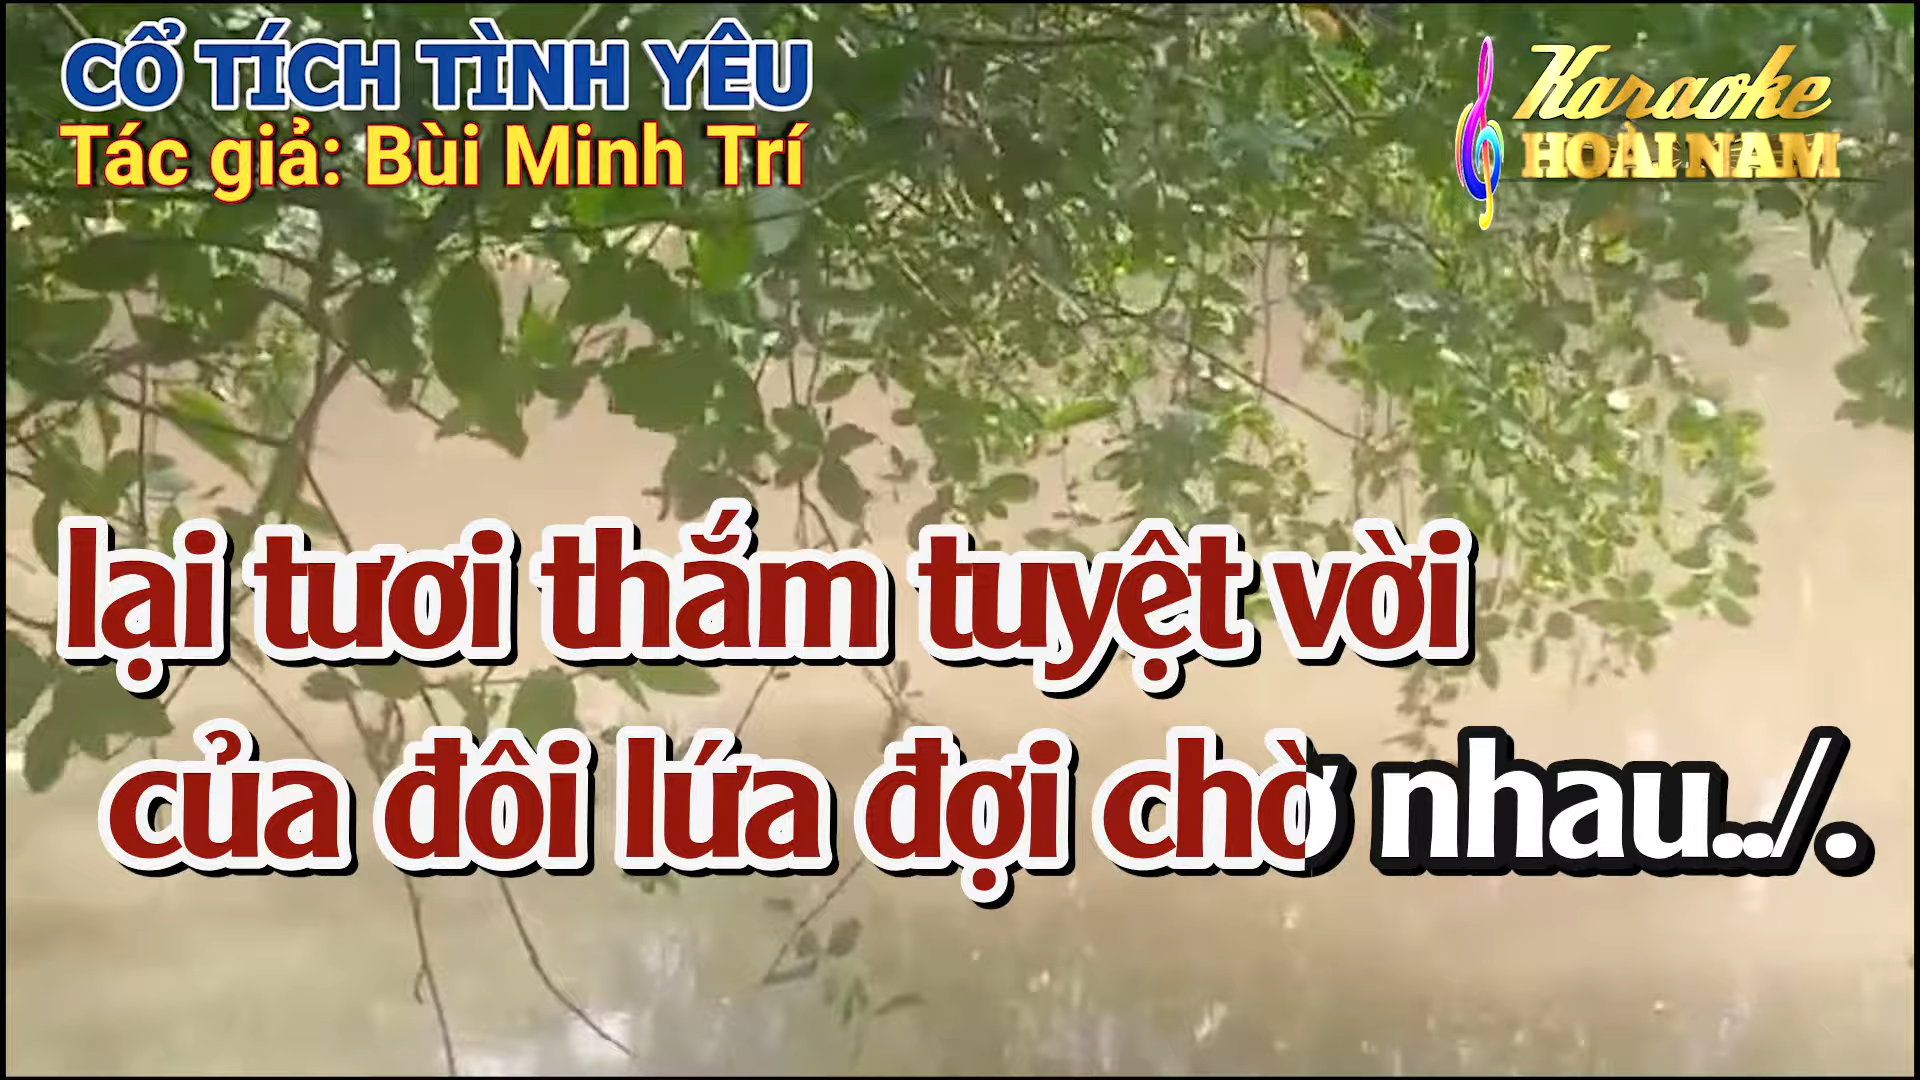 CỔ TÍCH TÌNH YÊU
Tác giả: Bùi Minh Trí
Karaoke
HOÀI NAM
lại tươi thắm tuyệt vời
của đôi lứa đợi chờ nhau../.